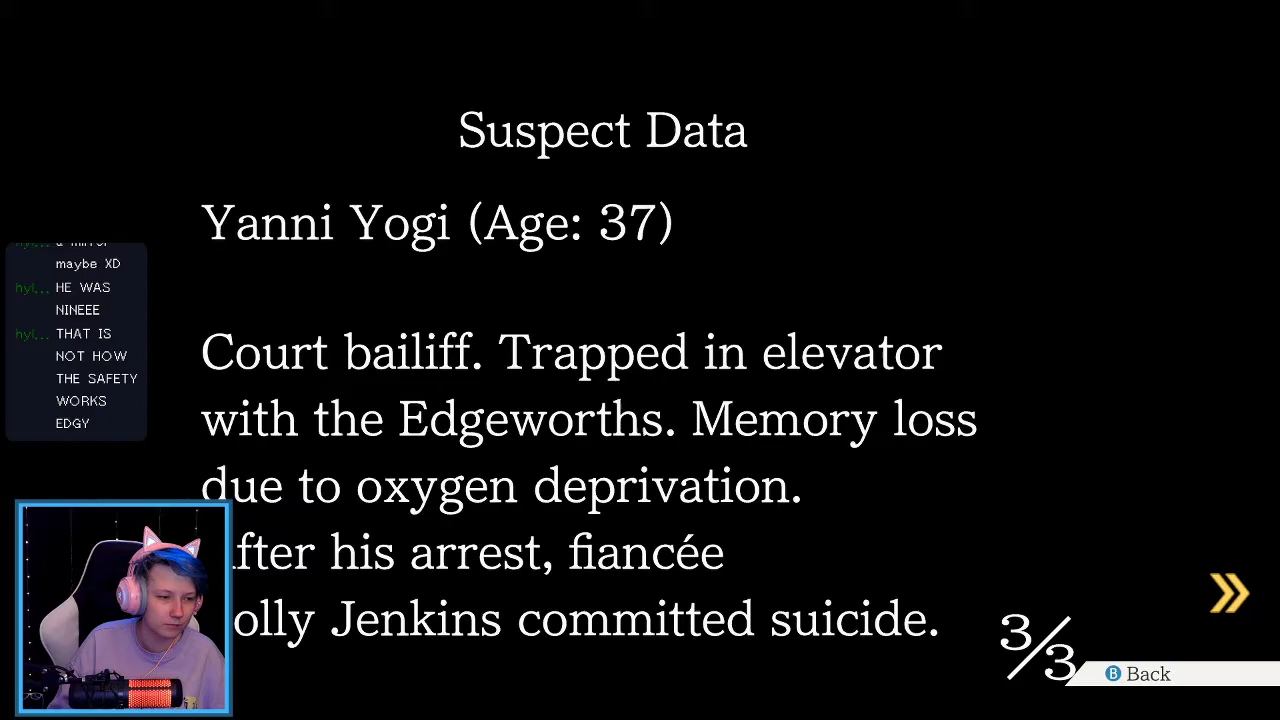 Suspect Data
Yanni Yogi (Age: 37)
Court bailiff. Trapped in elevator
with the Edgeworths. Memory loss
due to oxygen deprivation.
fter his arrest, fiancée
olly Jenkins committed suicide.
maybe XD
hyl... HE WAS
NINEEE
hyl... THAT IS
NOT HOW
THE SAFETY
WORKS
EDGY
3/3
B Back